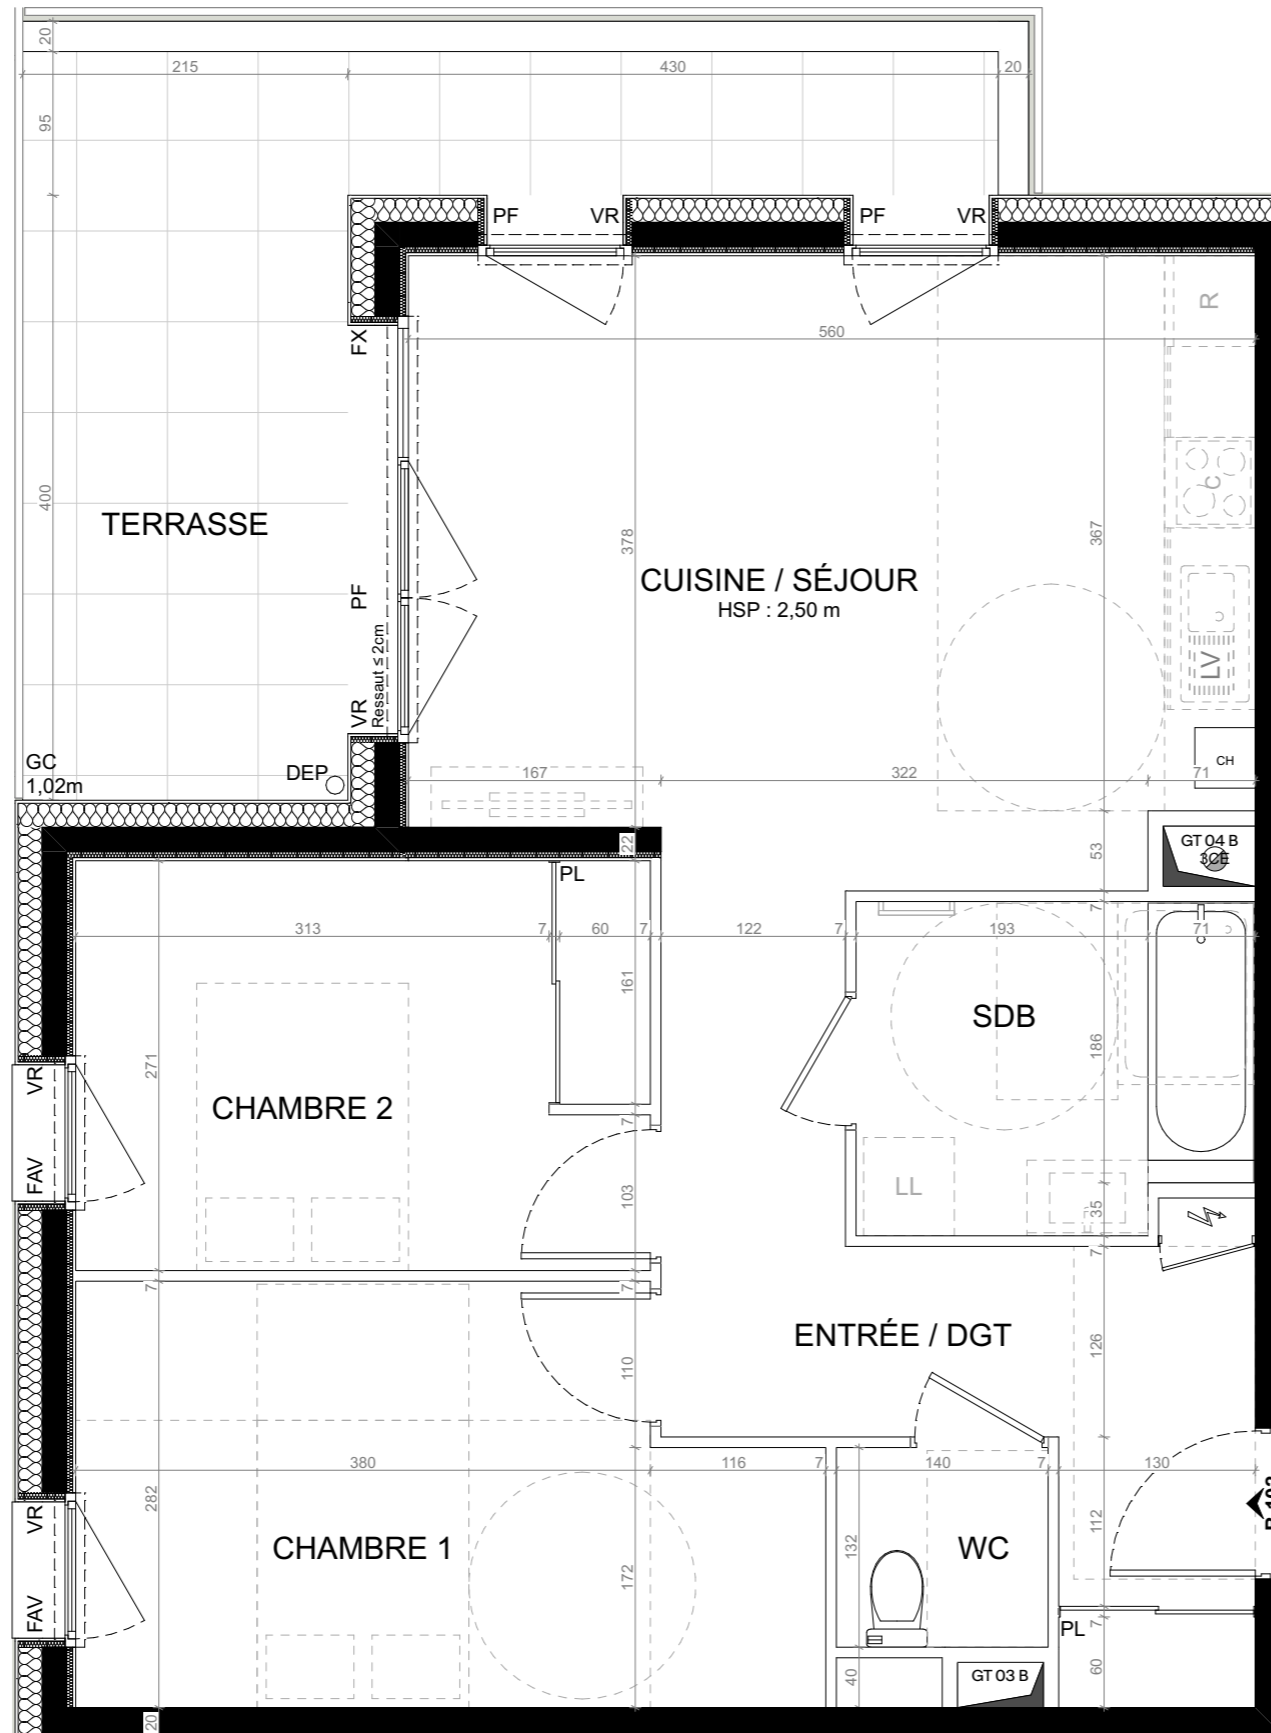 20
215
430
20
95
PF
VR
PF
VR
FX
R
560
400
TERRASSE
378
367
c
CUISINE / SÉJOUR
HSP : 2,50 m
PF
Ressaut ≤ 2cm
VR
LV
GC
1,02m
DEP
167
322
71
CH
22
53
GT 04 B
3CE
PL
7
313
7
60
7
122
7
193
71
161
SDB
186
271
VR
CHAMBRE 2
7
FAV
103
LL
35
7
7
7
ENTRÉE / DGT
126
110
380
116
7
140
7
130
282
VR
112
132
CHAMBRE 1
172
WC
FAV
PL
7
60
40
GT 03 B
20